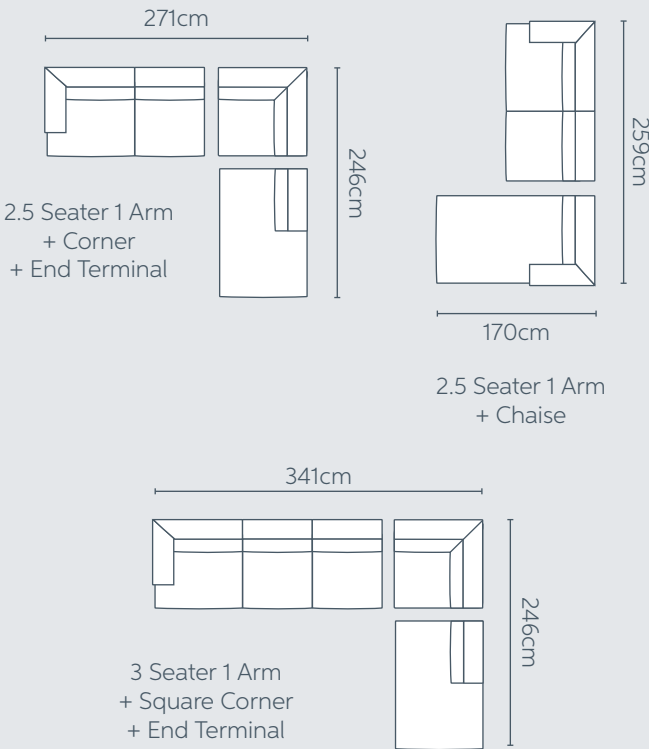 271cm
246cm
2.5 Seater 1 Arm
+ Corner
+ End Terminal
259cm
170cm
2.5 Seater 1 Arm
+ Chaise
341cm
246cm
3 Seater 1 Arm
+ Square Corner
+ End Terminal